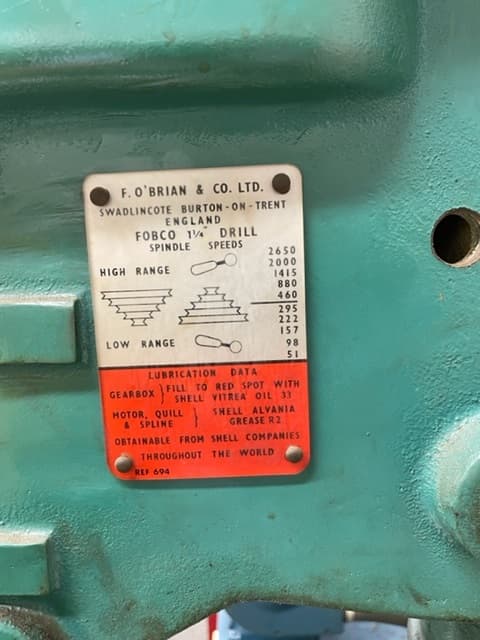 F. O'BRIAN & CO. LTD.
SWADLINCOTE BURTON-ON-TRENT
ENGLAND
FOBCO 1¼" DRILL
SPINDLE SPEEDS
HIGH RANGE
2650
2000
1415
880
460
295
222
157
98
51
LOW RANGE
LUBRICATION DATA
GEARBOX } FILL TO RED SPOT WITH
SHELL VITREA OIL 33
MOTOR, QUILL } SHELL ALVANIA
& SPLINE GREASE R2
OBTAINABLE FROM SHELL COMPANIES
THROUGHOUT THE WORLD
REF 694